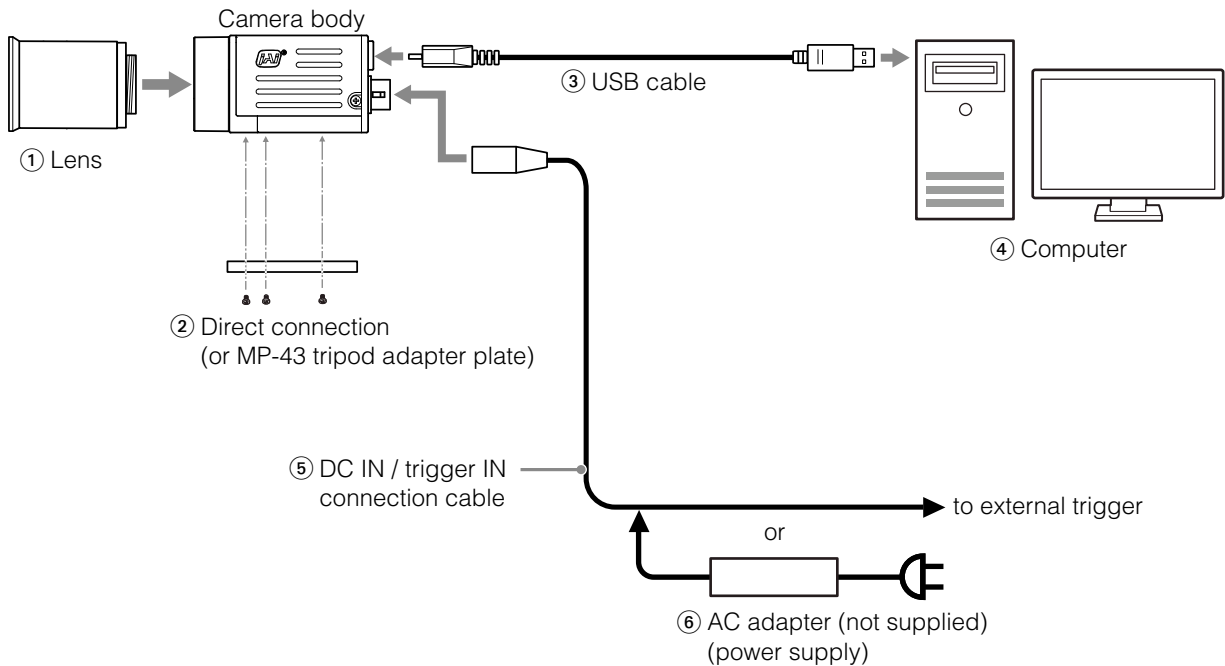 Camera body
JAI
③ USB cable
① Lens
④ Computer
② Direct connection
(or MP-43 tripod adapter plate)
⑤ DC IN / trigger IN
connection cable
to external trigger
or
⑥ AC adapter (not supplied)
(power supply)